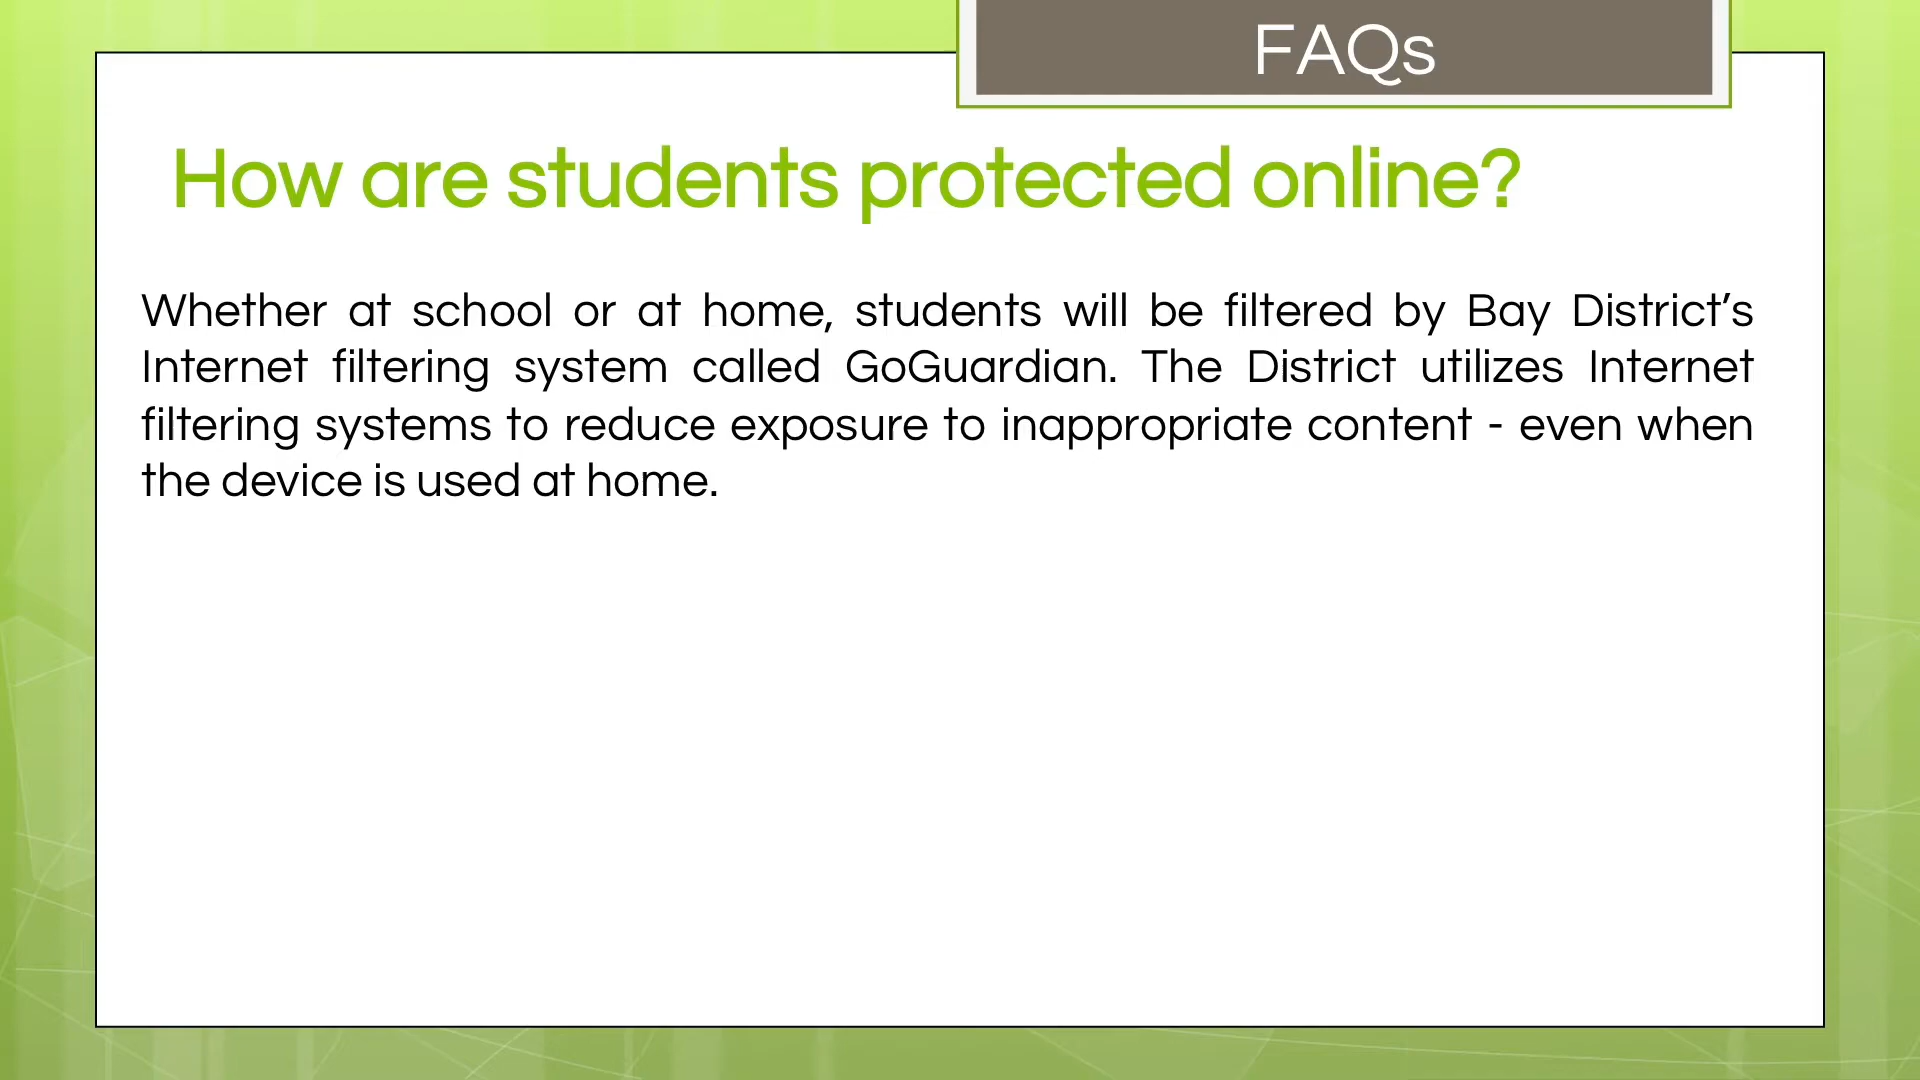 FAQs
How are students protected online?
Whether at school or at home, students will be filtered by Bay District’s
Internet filtering system called GoGuardian. The District utilizes Internet
filtering systems to reduce exposure to inappropriate content - even when
the device is used at home.